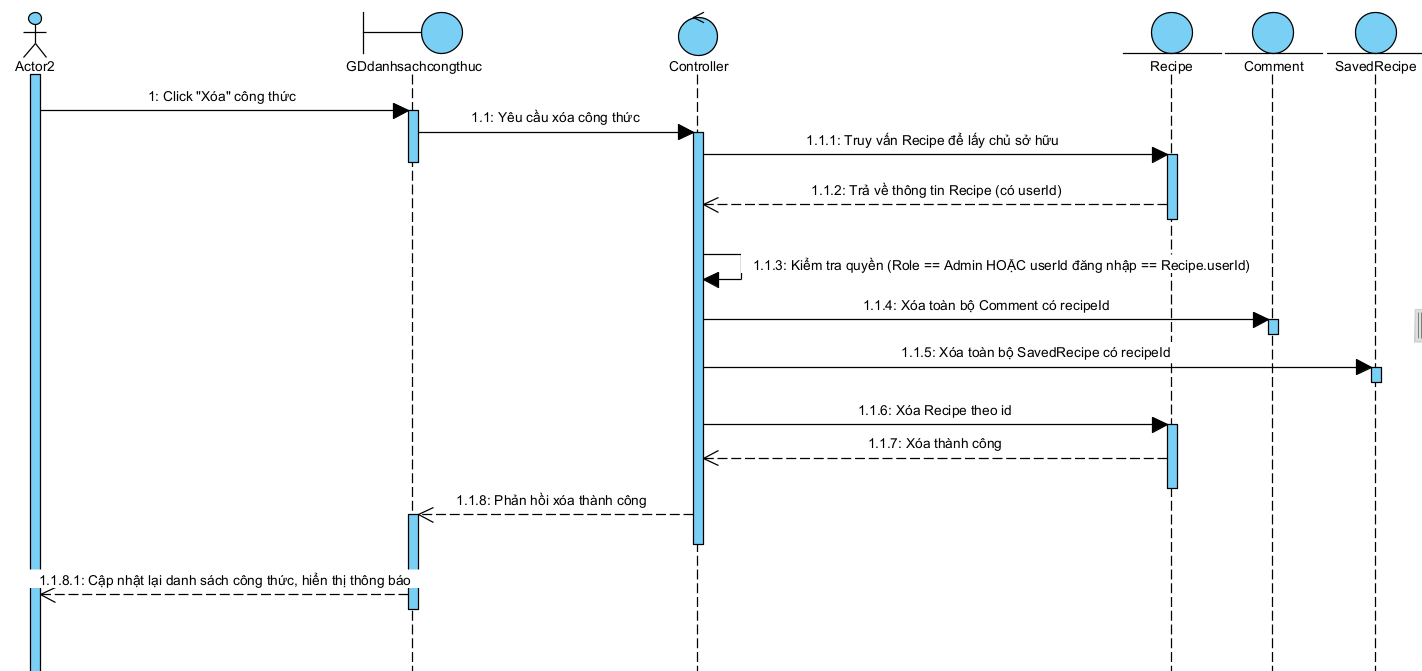 Actor2
GDdanhsachcongthuc
Controller
Recipe
Comment
SavedRecipe
1: Click "Xóa" công thức
1.1: Yêu cầu xóa công thức
1.1.1: Truy vấn Recipe để lấy chủ sở hữu
1.1.2: Trả về thông tin Recipe (có userId)
1.1.3: Kiểm tra quyền (Role == Admin HOẶC userId đăng nhập == Recipe.userId)
1.1.4: Xóa toàn bộ Comment có recipeId
1.1.5: Xóa toàn bộ SavedRecipe có recipeId
1.1.6: Xóa Recipe theo id
1.1.7: Xóa thành công
1.1.8: Phản hồi xóa thành công
1.1.8.1: Cập nhật lại danh sách công thức, hiển thị thông báo